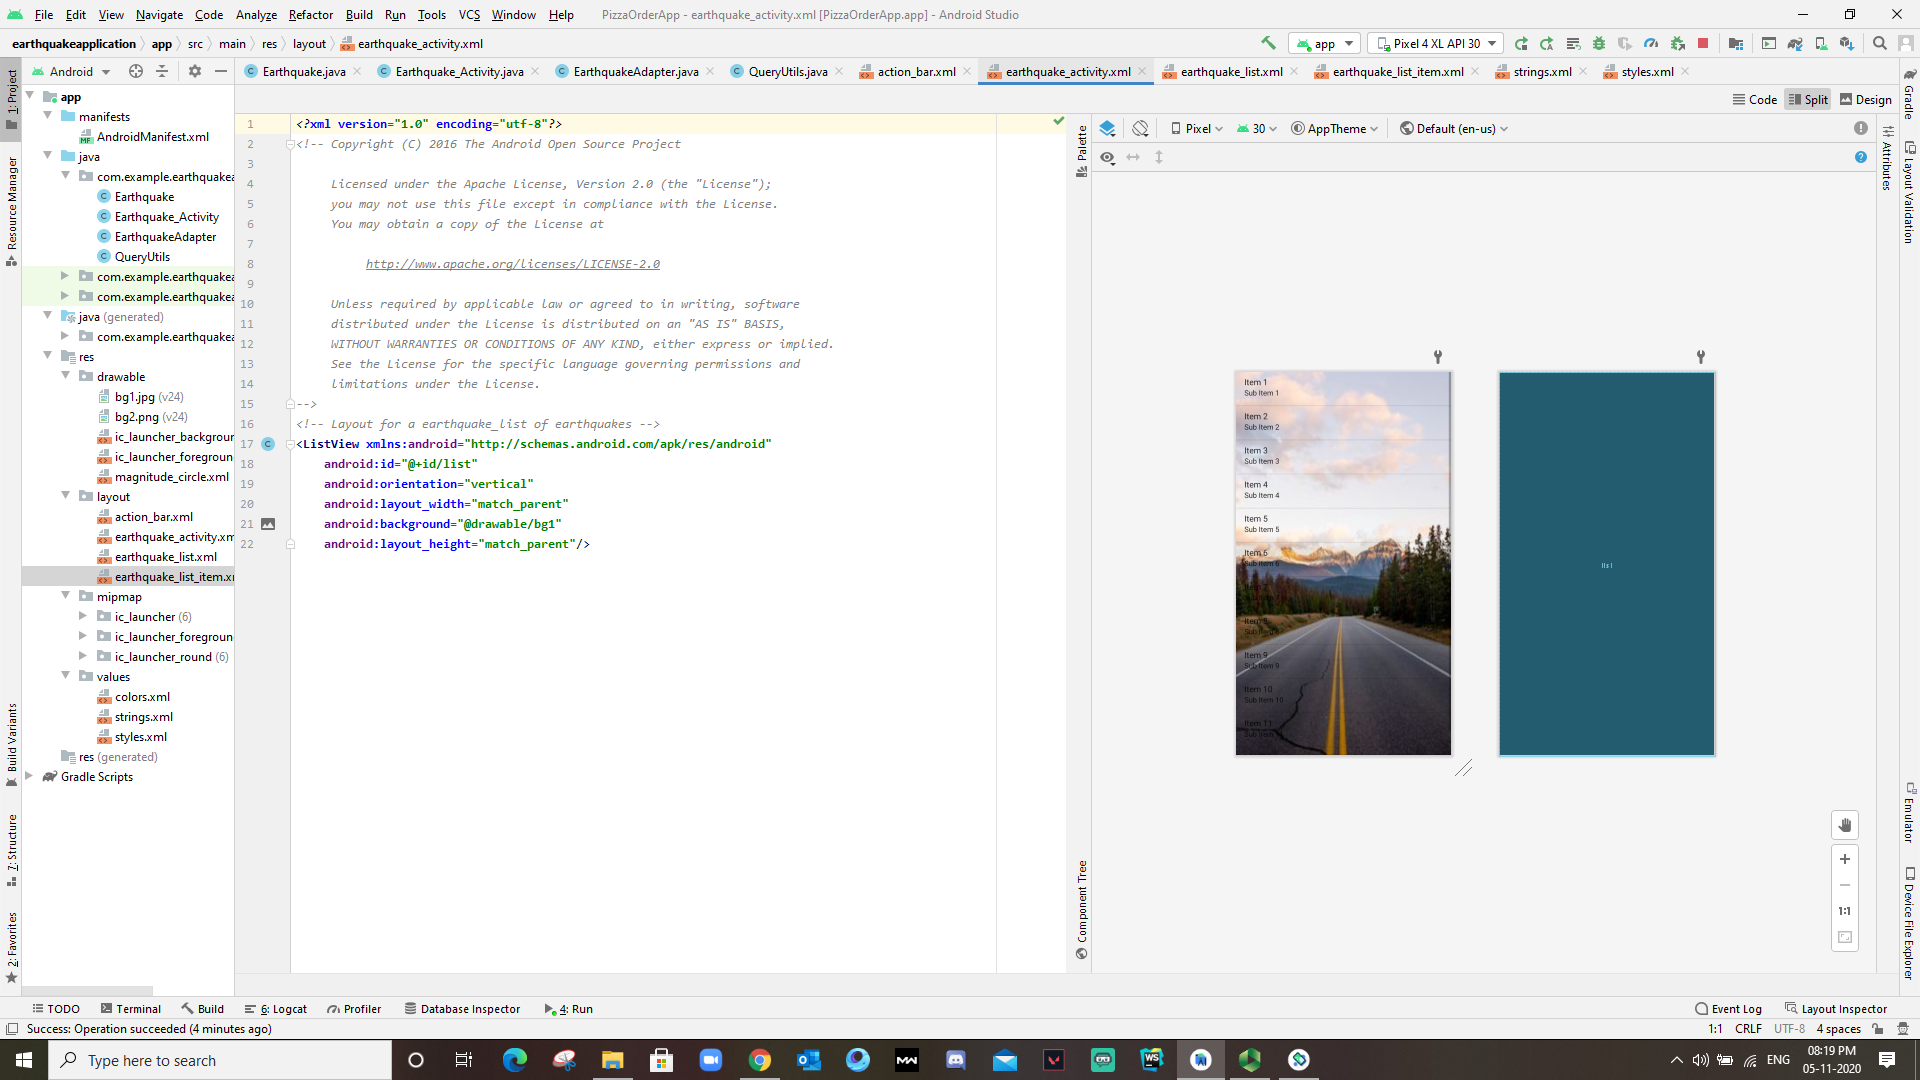 File Edit View Navigate Code Analyze Refactor Build Run Tools VCS Window Help PizzaOrderApp - earthquake_activity.xml [PizzaOrderApp.app] - Android Studio
earthquakeapplication app src main res layout earthquake_activity.xml app Pixel 4 XL API 30
Android Earthquake.java Earthquake_Activity.java EarthquakeAdapter.java QueryUtils.java action_bar.xml earthquake_activity.xml earthquake_list.xml earthquake_list_item.xml strings.xml styles.xml
Code Split Design
1: Project
Resource Manager
Build Variants
7: Structure
2: Favorites
app
manifests
AndroidManifest.xml
java
com.example.earthquakea
Earthquake
Earthquake_Activity
EarthquakeAdapter
QueryUtils
com.example.earthquakea
com.example.earthquakea
java (generated)
com.example.earthquakea
res
drawable
bg1.jpg (v24)
bg2.png (v24)
ic_launcher_backgroun
ic_launcher_foregroun
magnitude_circle.xml
layout
action_bar.xml
earthquake_activity.xm
earthquake_list.xml
earthquake_list_item.xm
mipmap
ic_launcher (6)
ic_launcher_foregroun
ic_launcher_round (6)
values
colors.xml
strings.xml
styles.xml
res (generated)
Gradle Scripts
1 <?xml version="1.0" encoding="utf-8"?>
2 <!-- Copyright (C) 2016 The Android Open Source Project
3
4 Licensed under the Apache License, Version 2.0 (the "License");
5 you may not use this file except in compliance with the License.
6 You may obtain a copy of the License at
7
8 http://www.apache.org/licenses/LICENSE-2.0
9
10 Unless required by applicable law or agreed to in writing, software
11 distributed under the License is distributed on an "AS IS" BASIS,
12 WITHOUT WARRANTIES OR CONDITIONS OF ANY KIND, either express or implied.
13 See the License for the specific language governing permissions and
14 limitations under the License.
15 -->
16 <!-- Layout for a earthquake_list of earthquakes -->
17 <ListView xmlns:android="http://schemas.android.com/apk/res/android"
18 android:id="@+id/list"
19 android:orientation="vertical"
20 android:layout_width="match_parent"
21 android:background="@drawable/bg1"
22 android:layout_height="match_parent"/>
Palette
Component Tree
Pixel 30 AppTheme Default (en-us)
Item 1
Sub Item 1
Item 2
Sub Item 2
Item 3
Sub Item 3
Item 4
Sub Item 4
Item 5
Sub Item 5
Item 6
Sub Item 6
Item 7
Item 8
Sub Item 8
Item 9
Sub Item 9
Item 10
Sub Item 10
Item 11
list
1:1
Attributes
Gradle
Layout Validation
Emulator
Device File Explorer
TODO Terminal Build 6: Logcat Profiler Database Inspector 4: Run Event Log Layout Inspector
Success: Operation succeeded (4 minutes ago) 1:1 CRLF UTF-8 4 spaces
Type here to search
MW
WS
ENG
08:19 PM
05-11-2020